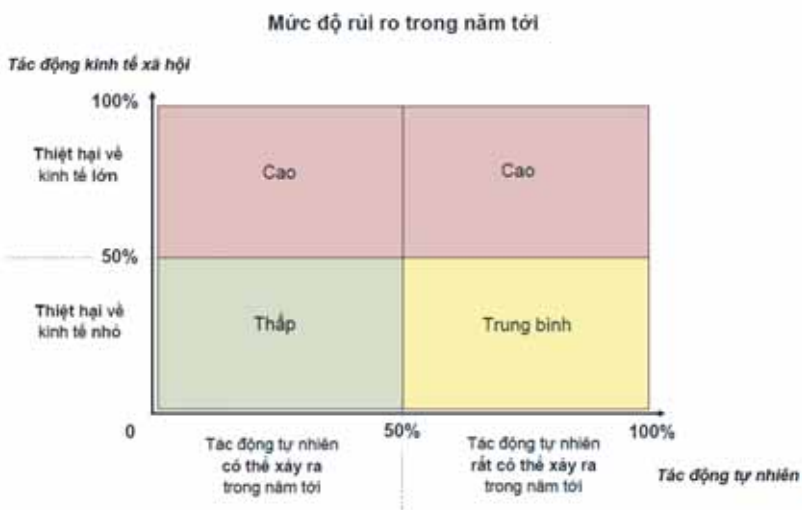 Mức độ rủi ro trong năm tới
Tác động kinh tế xã hội
100%
Thiệt hại về
kinh tế lớn
Cao
Cao
50%
Thiệt hại về
kinh tế nhỏ
Thấp
Trung bình
0
50%
100%
Tác động tự nhiên
có thể xảy ra
trong năm tới
Tác động tự nhiên
rất có thể xảy ra
trong năm tới
Tác động tự nhiên